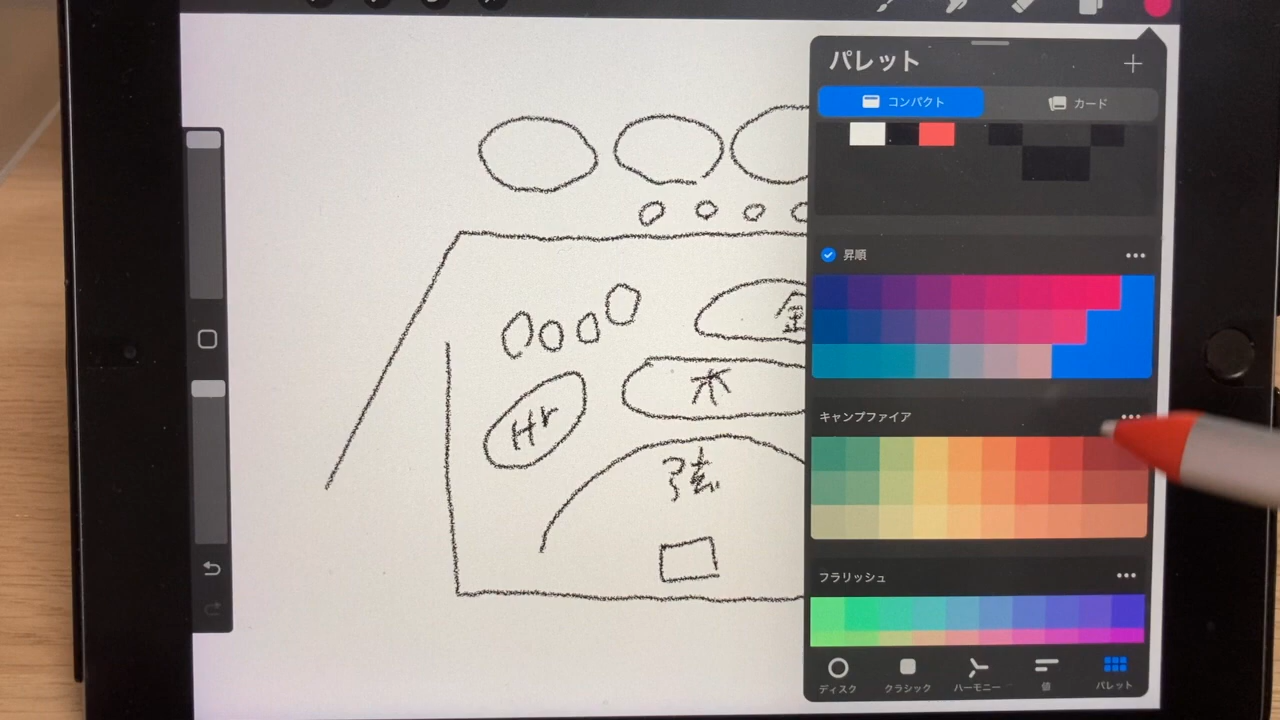 パレット
コンパクト
カード
昇順
キャンプファイア
フラリッシュ
ディスク
クラシック
ハーモニー
値
パレット
金
木
Hr
弦